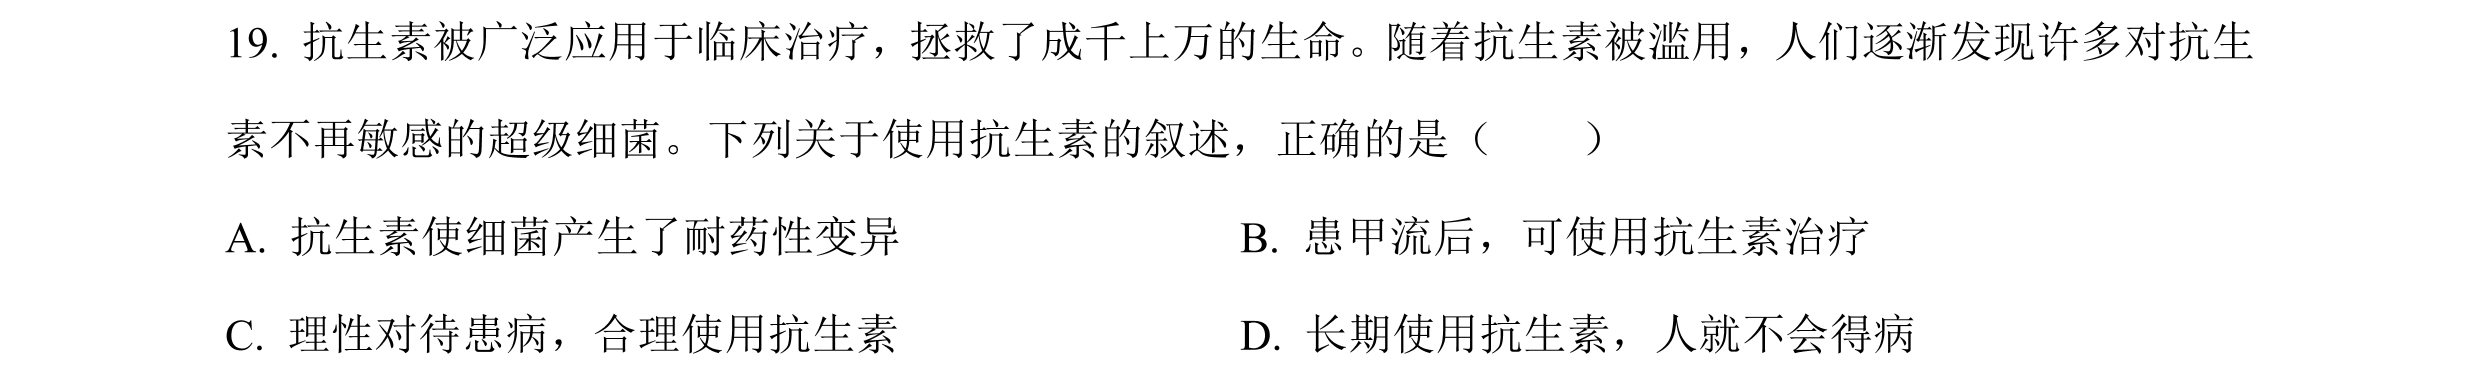 19. 抗生素被广泛应用于临床治疗，拯救了成千上万的生命。随着抗生素被滥用，人们逐渐发现许多对抗生
素不再敏感的超级细菌。下列关于使用抗生素的叙述，正确的是（　　）
A. 抗生素使细菌产生了耐药性变异 B. 患甲流后，可使用抗生素治疗
C. 理性对待患病，合理使用抗生素 D. 长期使用抗生素，人就不会得病